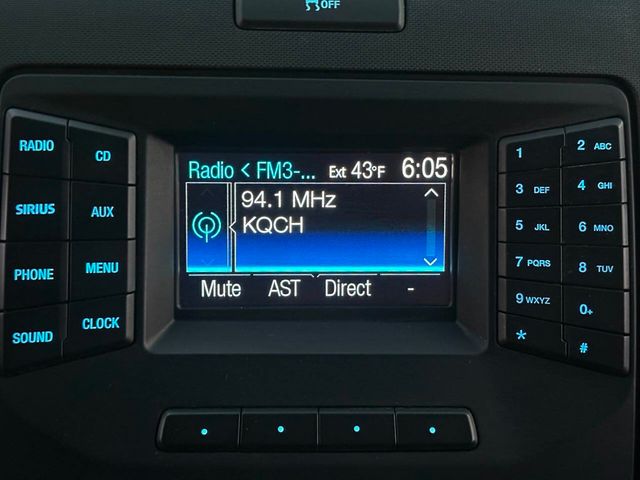 OFF
Radio < FM3-... Ext 43°F 6:05
94.1 MHz
KQCH
Mute AST Direct -
RADIO CD
SIRIUS AUX
PHONE MENU
SOUND CLOCK
1 2 ABC
3 DEF 4 GHI
5 JKL 6 MNO
7 PQRS 8 TUV
9 WXYZ 0+
* #